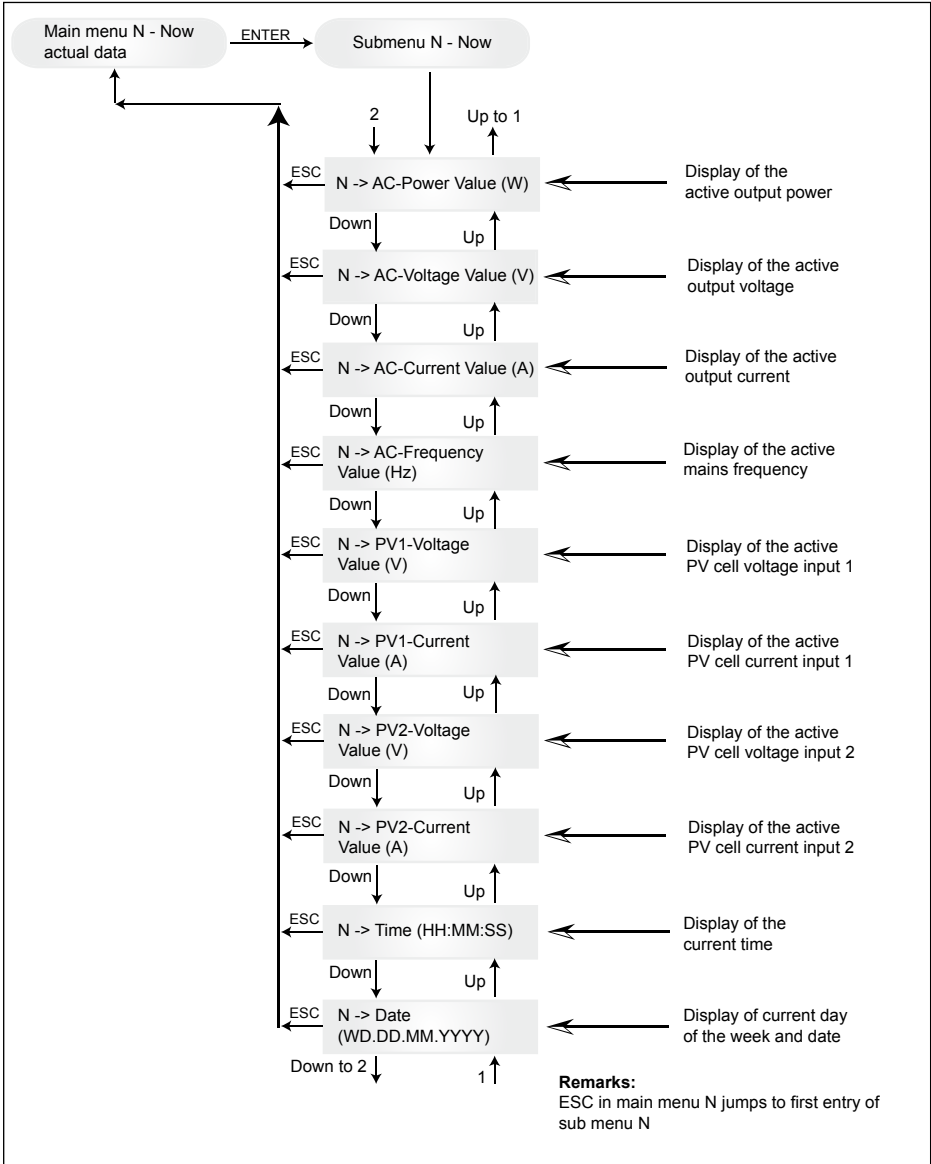 Main menu N - Now
actual data
ENTER
Submenu N - Now
2
Up to 1
ESC
N -> AC-Power Value (W)
Display of the
active output power
Down
Up
ESC
N -> AC-Voltage Value (V)
Display of the active
output voltage
Down
Up
ESC
N -> AC-Current Value (A)
Display of the active
output current
Down
Up
ESC
N -> AC-Frequency
Value (Hz)
Display of the active
mains frequency
Down
Up
ESC
N -> PV1-Voltage
Value (V)
Display of the active
PV cell voltage input 1
Down
Up
ESC
N -> PV1-Current
Value (A)
Display of the active
PV cell current input 1
Down
Up
ESC
N -> PV2-Voltage
Value (V)
Display of the active
PV cell voltage input 2
Down
Up
ESC
N -> PV2-Current
Value (A)
Display of the active
PV cell current input 2
Down
Up
ESC
N -> Time (HH:MM:SS)
Display of the
current time
Down
Up
ESC
N -> Date
(WD.DD.MM.YYYY)
Display of current day
of the week and date
Down to 2
1
Remarks:
ESC in main menu N jumps to first entry of
sub menu N